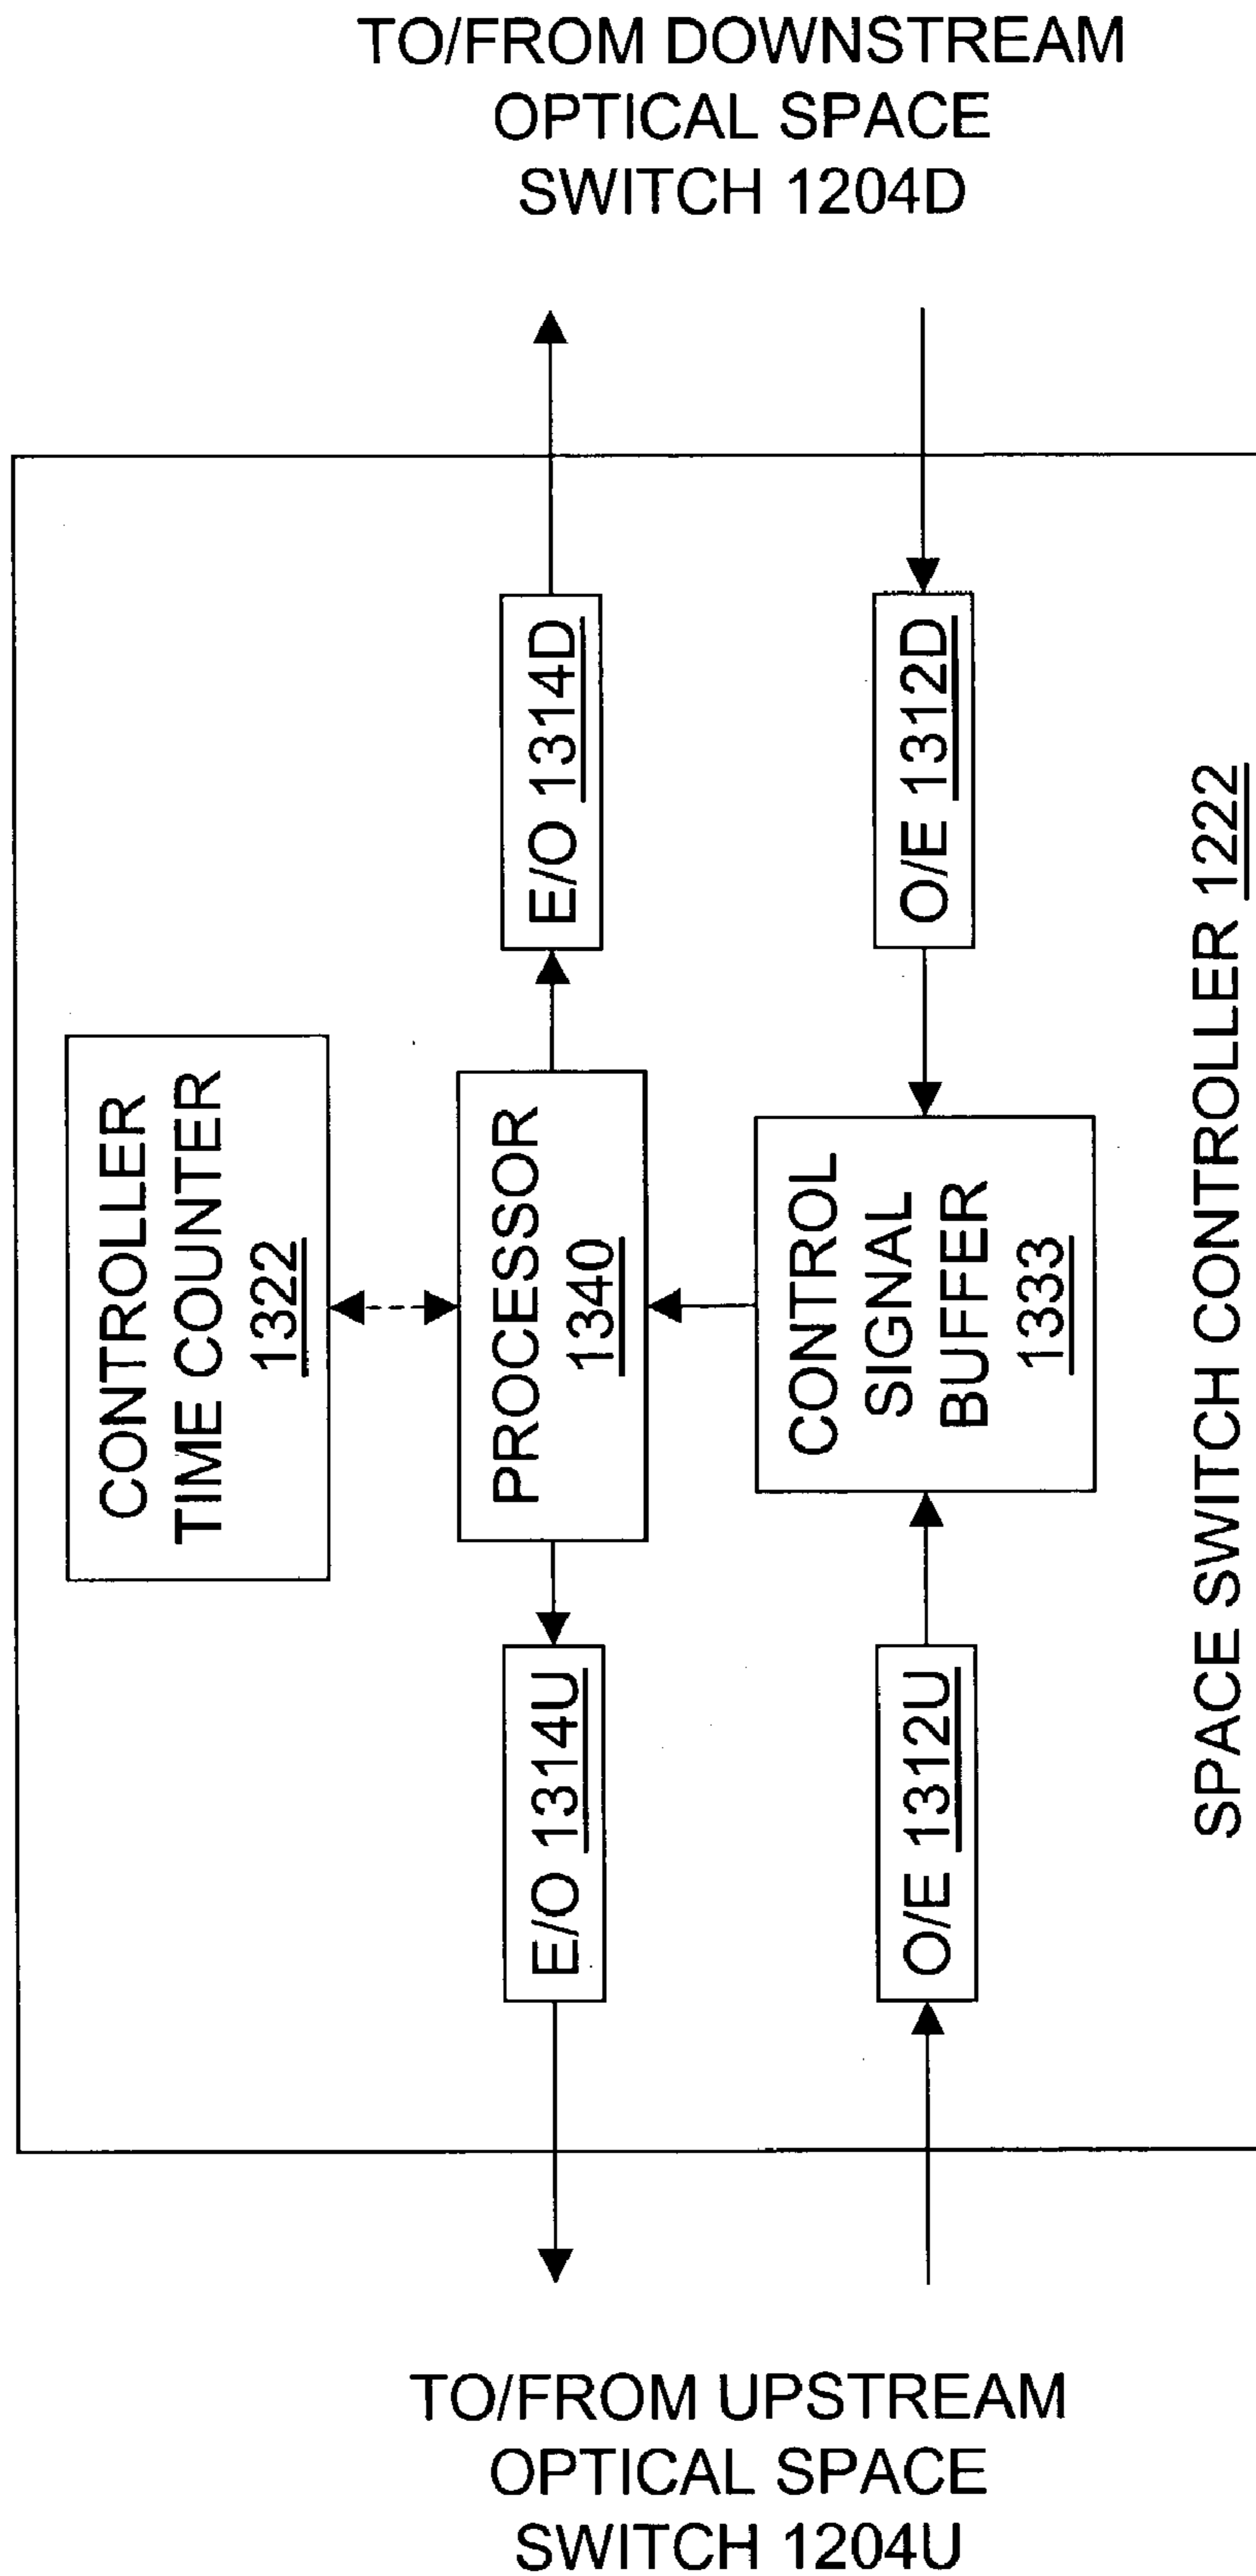 TO/FROM DOWNSTREAM
OPTICAL SPACE
SWITCH 1204D
CONTROLLER
TIME COUNTER
1322
E/O 1314U
PROCESSOR
1340
E/O 1314D
O/E 1312U
CONTROL
SIGNAL
BUFFER
1333
O/E 1312D
SPACE SWITCH CONTROLLER 1222
TO/FROM UPSTREAM
OPTICAL SPACE
SWITCH 1204U